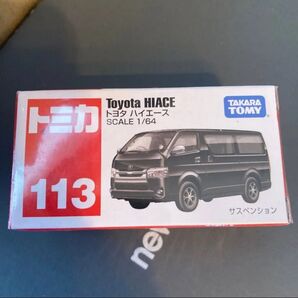 トミカ
113
Toyota HIACE
トヨタ ハイエース
SCALE 1/64
TAKARA
TOMY
サスペンション
new